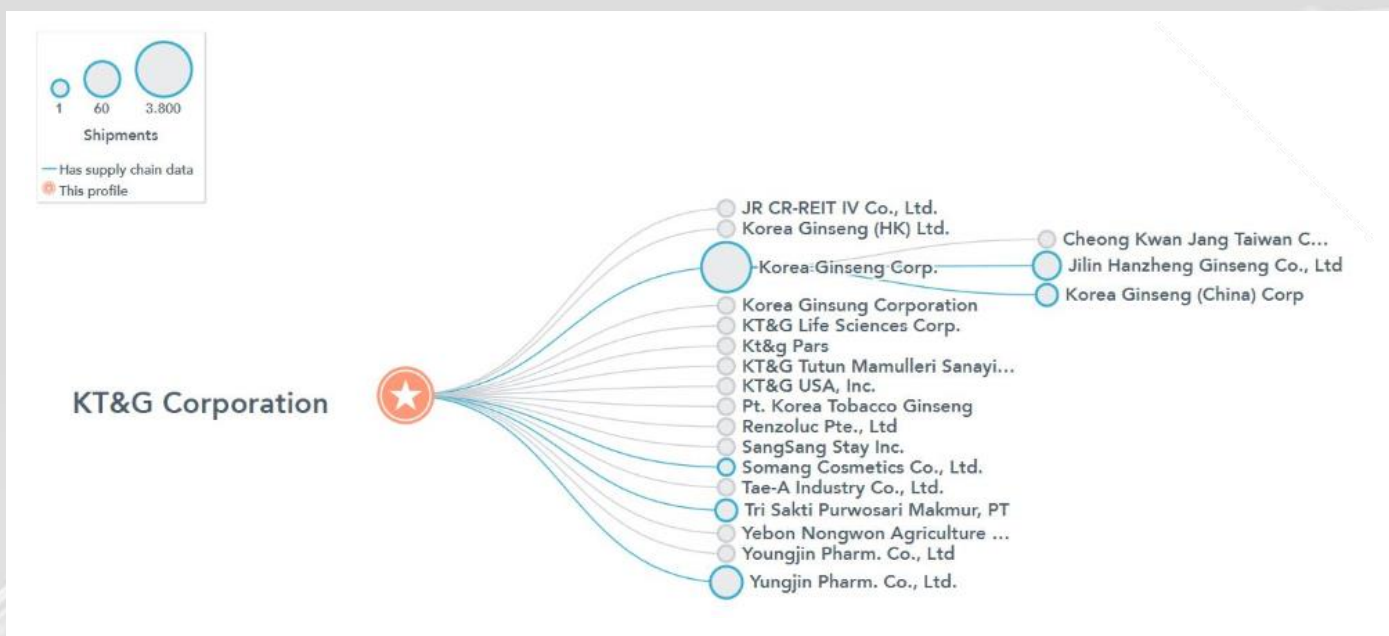 1 60 3.800
Shipments
Has supply chain data
This profile
JR CR-REIT IV Co., Ltd.
Korea Ginseng (HK) Ltd.
Cheong Kwan Jang Taiwan C...
Korea Ginseng Corp.
Jilin Hanzheng Ginseng Co., Ltd
Korea Ginseng (China) Corp
Korea Ginsung Corporation
KT&G Life Sciences Corp.
Kt&g Pars
KT&G Tutun Mamulleri Sanayi...
KT&G USA, Inc.
KT&G Corporation
Pt. Korea Tobacco Ginseng
Renzoluc Pte., Ltd
SangSang Stay Inc.
Somang Cosmetics Co., Ltd.
Tae-A Industry Co., Ltd.
Tri Sakti Purwosari Makmur, PT
Yebon Nongwon Agriculture ...
Youngjin Pharm. Co., Ltd
Yungjin Pharm. Co., Ltd.